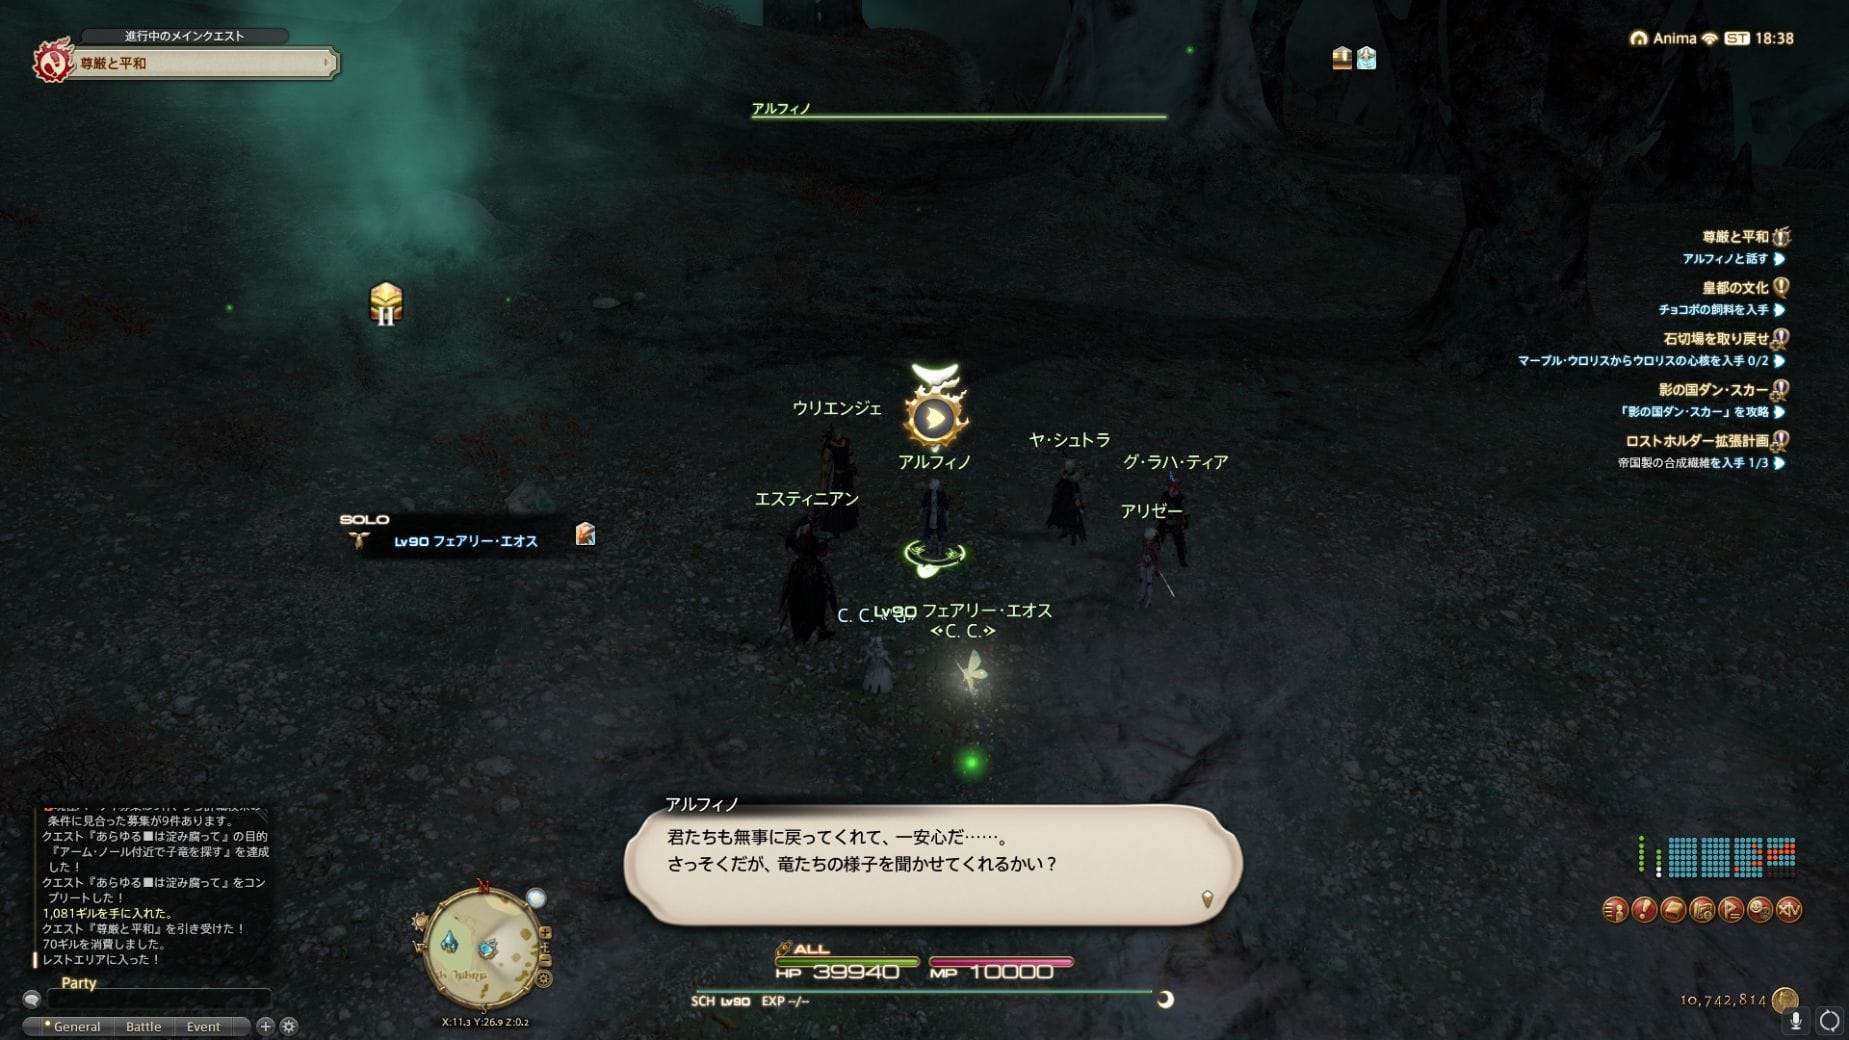 進行中のメインクエスト
尊厳と平和
Anima ST 18:38
アルフィノ
尊厳と平和
アルフィノと話す
皇都の文化
チョコボの飼料を入手
石切場を取り戻せ
マーブル・ウロリスからウロリスの心核を入手 0/2
影の国ダン・スカー
「影の国ダン・スカー」を攻略
ロストホルダー拡張計画
帝国製の合成繊維を入手 1/3
II
ウリエンジェ
ヤ・シュトラ
アルフィノ
グ・ラハ・ティア
エスティニアン
アリゼー
SOLO
Lv90 フェアリー・エオス
C. C.
Lv90 フェアリー・エオス
«C. C.»
アルフィノ
君たちも無事に戻ってくれて、一安心だ……。
さっそくだが、竜たちの様子を聞かせてくれるかい？
条件に見合った募集が9件あります。
クエスト『あらゆる■は淀み腐って』の目的
『アーム・ノール付近で子竜を探す』を達成
した！
クエスト『あらゆる■は淀み腐って』をコン
プリートした！
1,081ギルを手に入れた。
クエスト『尊厳と平和』を引き受けた！
70ギルを消費しました。
レストエリアに入った！
Party
General Battle Event
N
X:11.3 Y:26.9 Z:0.2
ALL
HP 39940 MP 10000
SCH Lv90 EXP --/--
XIV
10,742,814